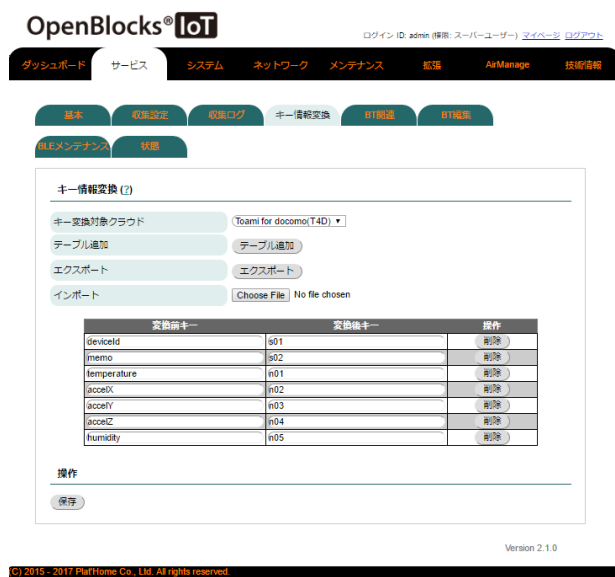 OpenBlocks® IoT
ログイン ID: admin (権限: スーパーユーザー) マイページ ログアウト
ダッシュボード サービス システム ネットワーク メンテナンス 拡張 AirManage 技術情報
基本 収集設定 収集ログ キー情報変換 BT関連 BT編集
BLEメンテナンス 状態
キー情報変換 (?)
キー変換対象クラウド Toami for docomo(T4D)
テーブル追加 テーブル追加
エクスポート エクスポート
インポート Choose File No file chosen
変換前キー 変換後キー 操作
deviceId s01 削除
memo s02 削除
temperature n01 削除
accelX n02 削除
accelY n03 削除
accelZ n04 削除
humidity n05 削除
操作
保存
Version 2.1.0
(C) 2015 - 2017 Plat'Home Co., Ltd. All rights reserved.